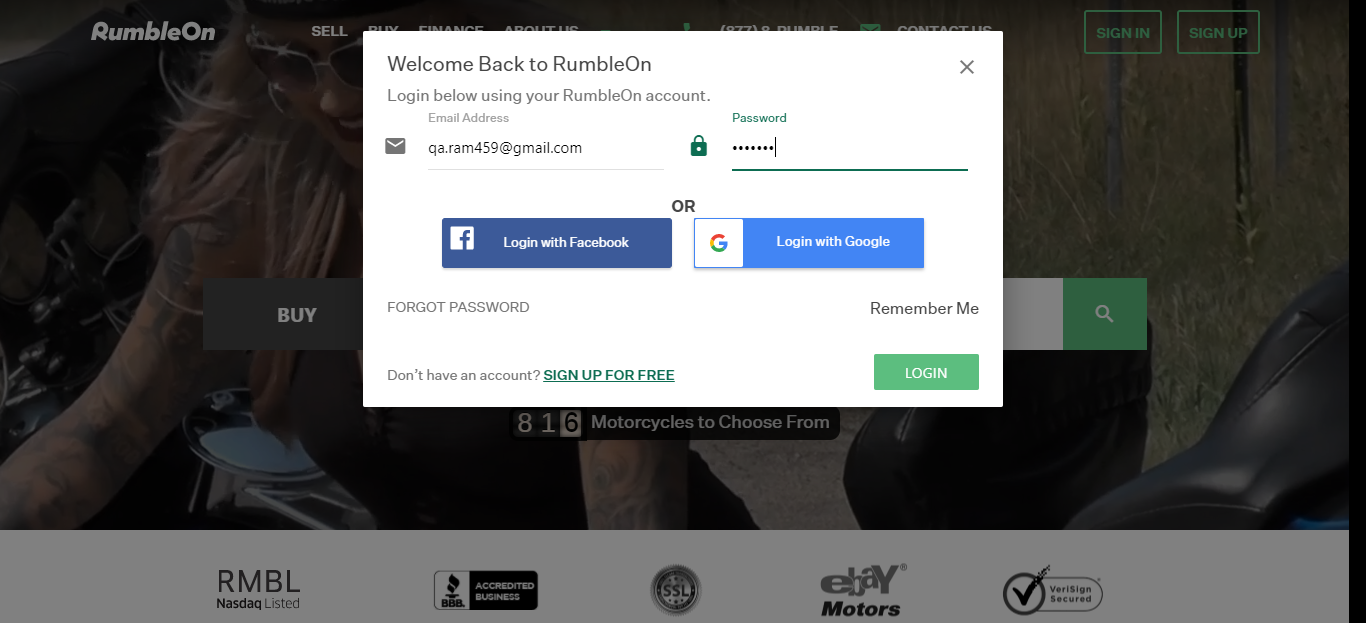 RumbleOn
SELL BUY FINANCE ABOUT US (877) 8-RUMBLE CONTACT US SIGN IN SIGN UP
Welcome Back to RumbleOn
Login below using your RumbleOn account.
Email Address
qa.ram459@gmail.com
Password
•••••••
OR
Login with Facebook
Login with Google
FORGOT PASSWORD
Remember Me
Don't have an account? SIGN UP FOR FREE
LOGIN
BUY
816 Motorcycles to Choose From
RMBL
Nasdaq Listed
BBB.
ACCREDITED
BUSINESS
SSL
ebay®
Motors
VeriSign
Secured